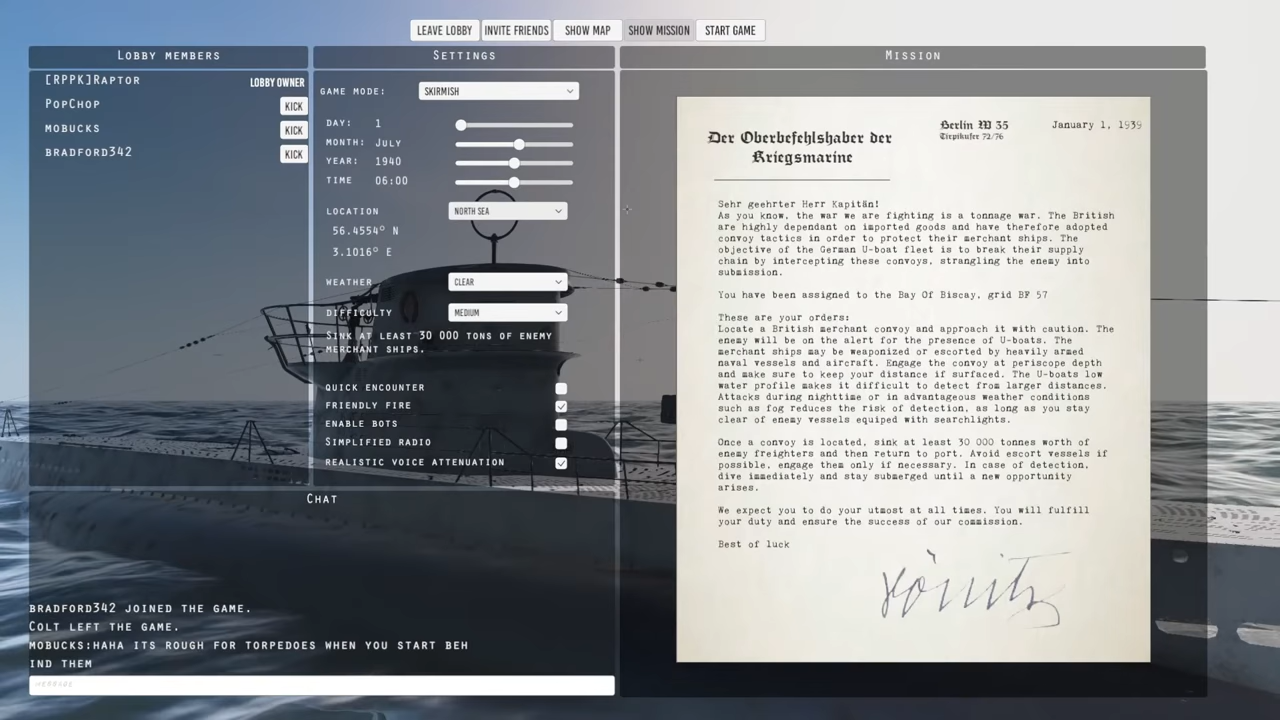 LEAVE LOBBY
INVITE FRIENDS
SHOW MAP
SHOW MISSION
START GAME
LOBBY MEMBERS
[RPPK]RAPTOR LOBBY OWNER
POPCHOP KICK
MOBUCKS KICK
BRADFORD342 KICK
SETTINGS
GAME MODE: SKIRMISH
DAY: 1
MONTH: JULY
YEAR: 1940
TIME 06:00
LOCATION NORTH SEA
56.4554° N
3.1016° E
WEATHER CLEAR
DIFFICULTY MEDIUM
SINK AT LEAST 30 000 TONS OF ENEMY
MERCHANT SHIPS.
QUICK ENCOUNTER
FRIENDLY FIRE
ENABLE BOTS
SIMPLIFIED RADIO
REALISTIC VOICE ATTENUATION
CHAT
BRADFORD342 JOINED THE GAME.
COLT LEFT THE GAME.
MOBUCKS:HAHA ITS ROUGH FOR TORPEDOES WHEN YOU START BEH
IND THEM
MESSAGE
MISSION
Der Oberbefehlshaber der
Kriegsmarine
Berlin W 35
Tirpikufer 72/76
January 1, 1939
Sehr geehrter Herr Kapitän!
As you know, the war we are fighting is a tonnage war. The British
are highly dependant on imported goods and have therefore adopted
convoy tactics in order to protect their merchant ships. The
objective of the German U-boat fleet is to break their supply
chain by intercepting these convoys, strangling the enemy into
submission.
You have been assigned to the Bay Of Biscay, grid BF 57
These are your orders:
Locate a British merchant convoy and approach it with caution. The
enemy will be on the alert for the presence of U-boats. The
merchant ships may be weaponized or escorted by heavily armed
naval vessels and aircraft. Engage the convoy at periscope depth
and make sure to keep your distance if surfaced. The U-boats low
water profile makes it difficult to detect from larger distances.
Attacks during nighttime or in advantageous weather conditions
such as fog reduces the risk of detection, as long as you stay
clear of enemy vessels equiped with searchlights.
Once a convoy is located, sink at least 30 000 tonnes worth of
enemy freighters and then return to port. Avoid escort vessels if
possible, engage them only if necessary. In case of detection,
dive immediately and stay submerged until a new opportunity
arises.
We expect you to do your utmost at all times. You will fulfill
your duty and ensure the success of our commission.
Best of luck